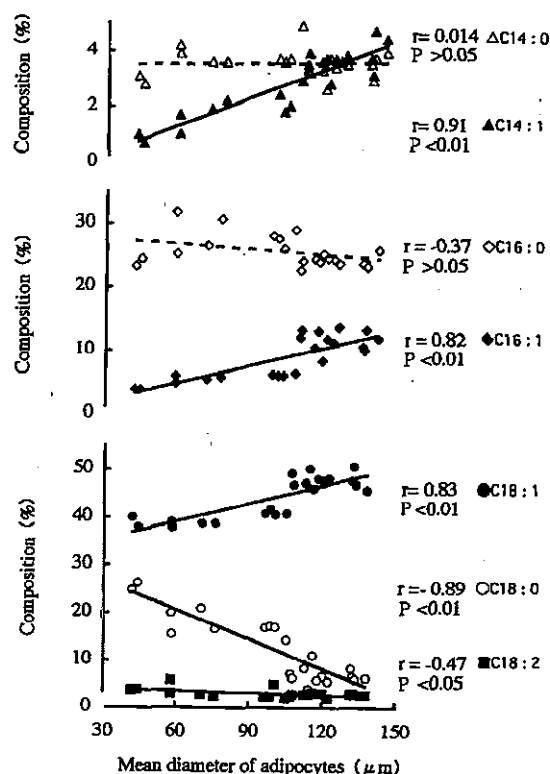 Composition (%)
4
2
0
r= 0.014 △C14:0
P >0.05
r= 0.91 ▲C14:1
P <0.01
Composition (%)
30
20
10
0
r = -0.37 ◇C16:0
P >0.05
r = 0.82 ◆C16:1
P <0.01
Composition (%)
50
40
30
20
10
0
r= 0.83 ●C18:1
P <0.01
r=- 0.89 ○C18:0
P <0.01
r = -0.47 ■C18:2
P <0.05
30 60 90 120 150
Mean diameter of adipocytes (μm)